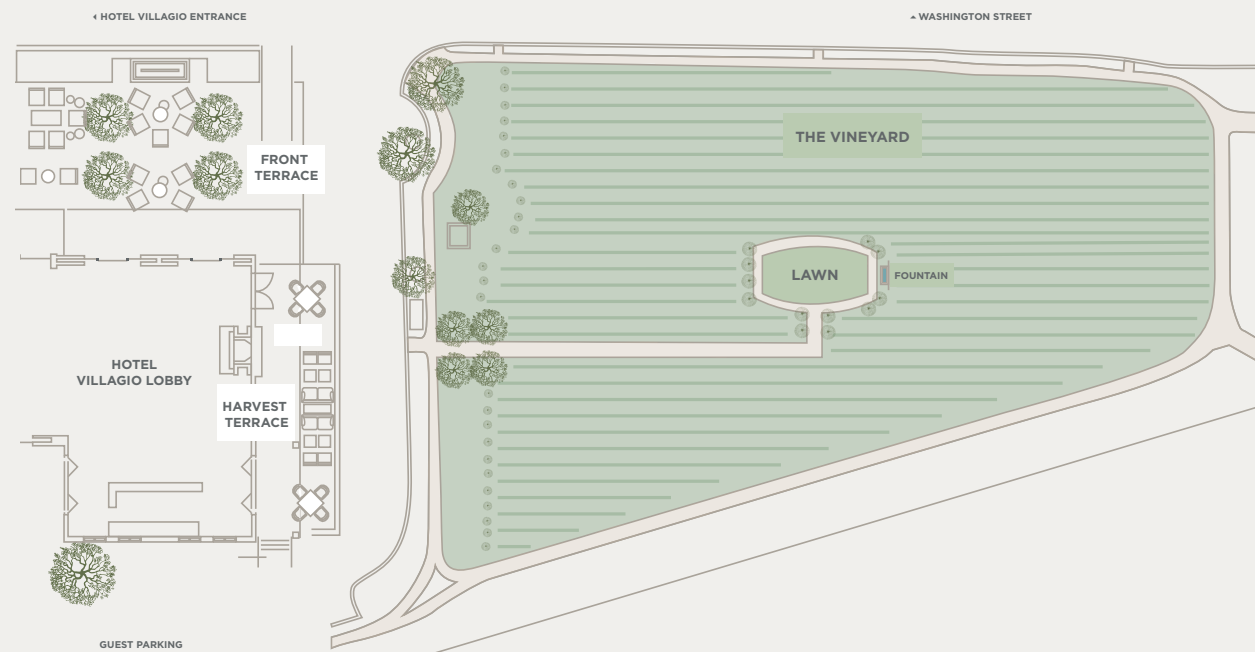 HOTEL VILLAGIO ENTRANCE
WASHINGTON STREET
THE VINEYARD
FRONT
TERRACE
LAWN
FOUNTAIN
HOTEL
VILLAGIO LOBBY
HARVEST
TERRACE
GUEST PARKING